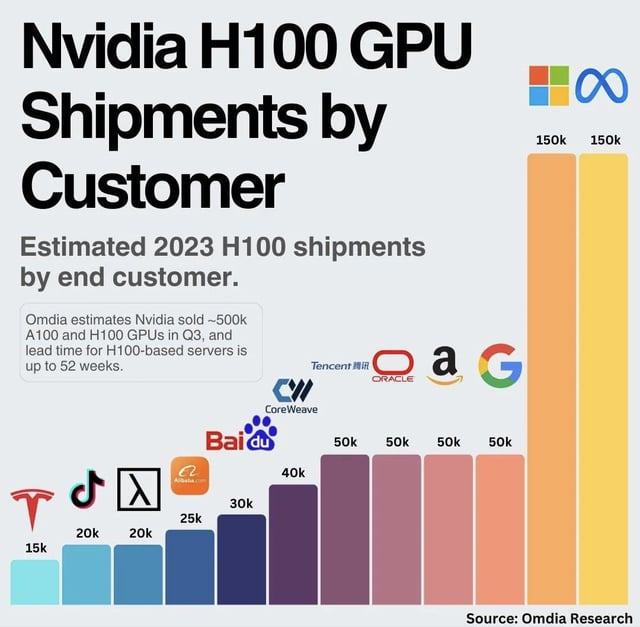 Nvidia H100 GPU
Shipments by
Customer
Estimated 2023 H100 shipments
by end customer.
Omdia estimates Nvidia sold ~500k
A100 and H100 GPUs in Q3, and
lead time for H100-based servers is
up to 52 weeks.
150k 150k
Tencent 腾讯
ORACLE
a
G
CW
CoreWeave
Bai du
Alibaba.com
λ
T
50k 50k 50k 50k
40k
30k
25k
20k 20k
15k
Source: Omdia Research